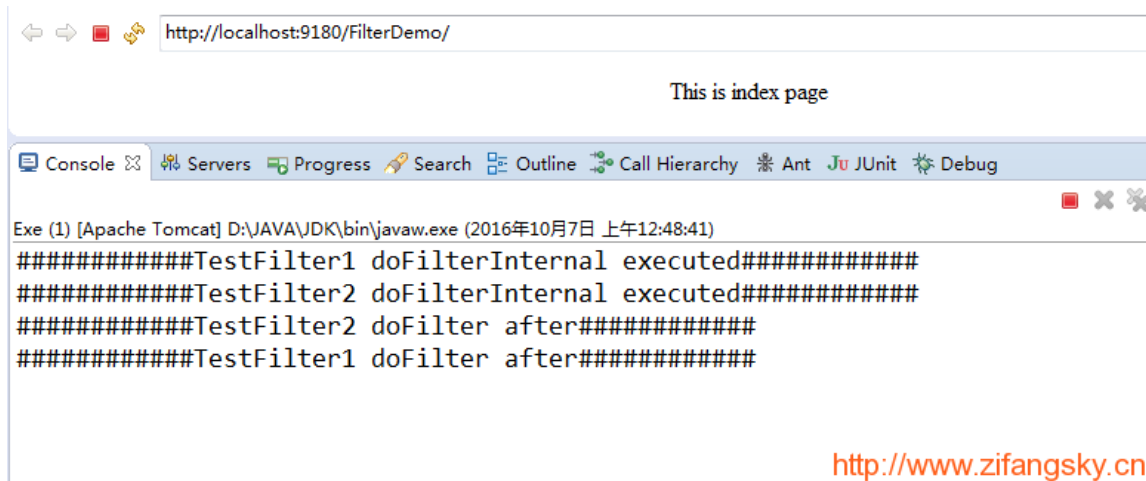 http://localhost:9180/FilterDemo/
This is index page
Console Servers Progress Search Outline Call Hierarchy Ant JUnit Debug
Exe (1) [Apache Tomcat] D:\JAVA\JDK\bin\javaw.exe (2016年10月7日 上午12:48:41)
############TestFilter1 doFilterInternal executed############
############TestFilter2 doFilterInternal executed############
############TestFilter2 doFilter after############
############TestFilter1 doFilter after############
http://www.zifangsky.cn